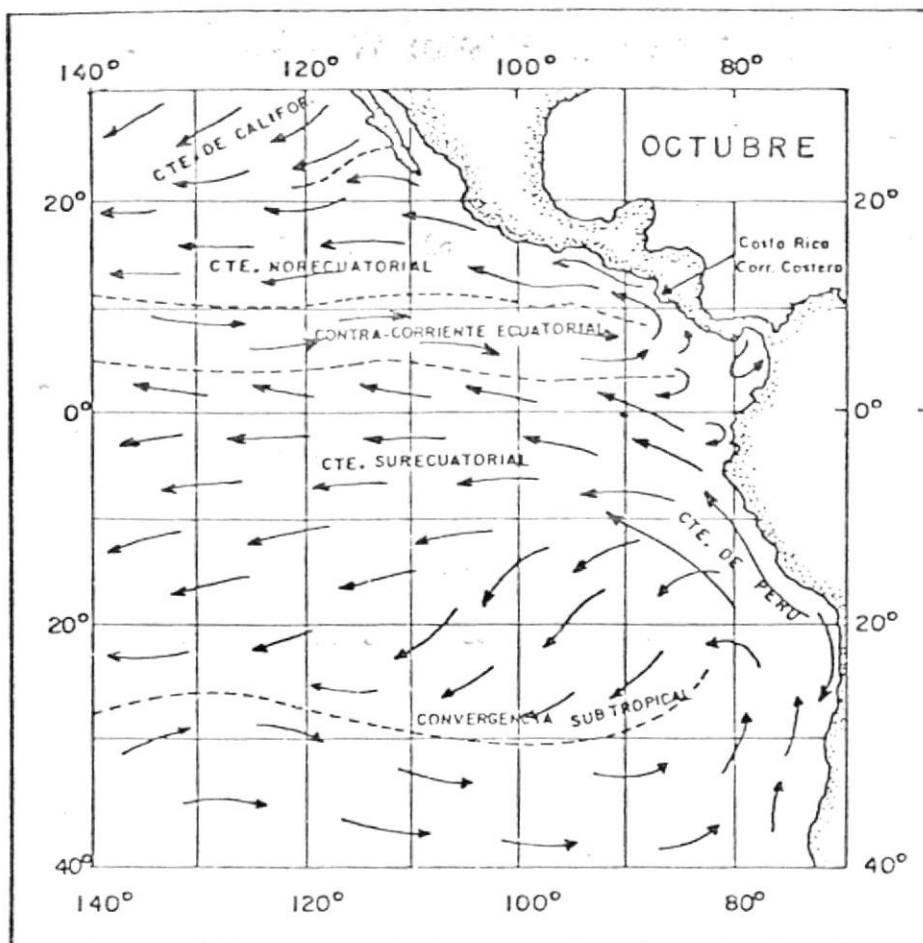 140° 120° 100° 80°
CTE. DE CALIFOR.
OCTUBRE
20° 20°
Costa Rica
Corr. Costera
CTE. NORECUATORIAL
CONTRA-CORRIENTE ECUATORIAL
0° 0°
CTE. SURECUATORIAL
CTE. DE PERU
20° 20°
CONVERGENCIA SUBTROPICAL
40° 40°
140° 120° 100° 80°